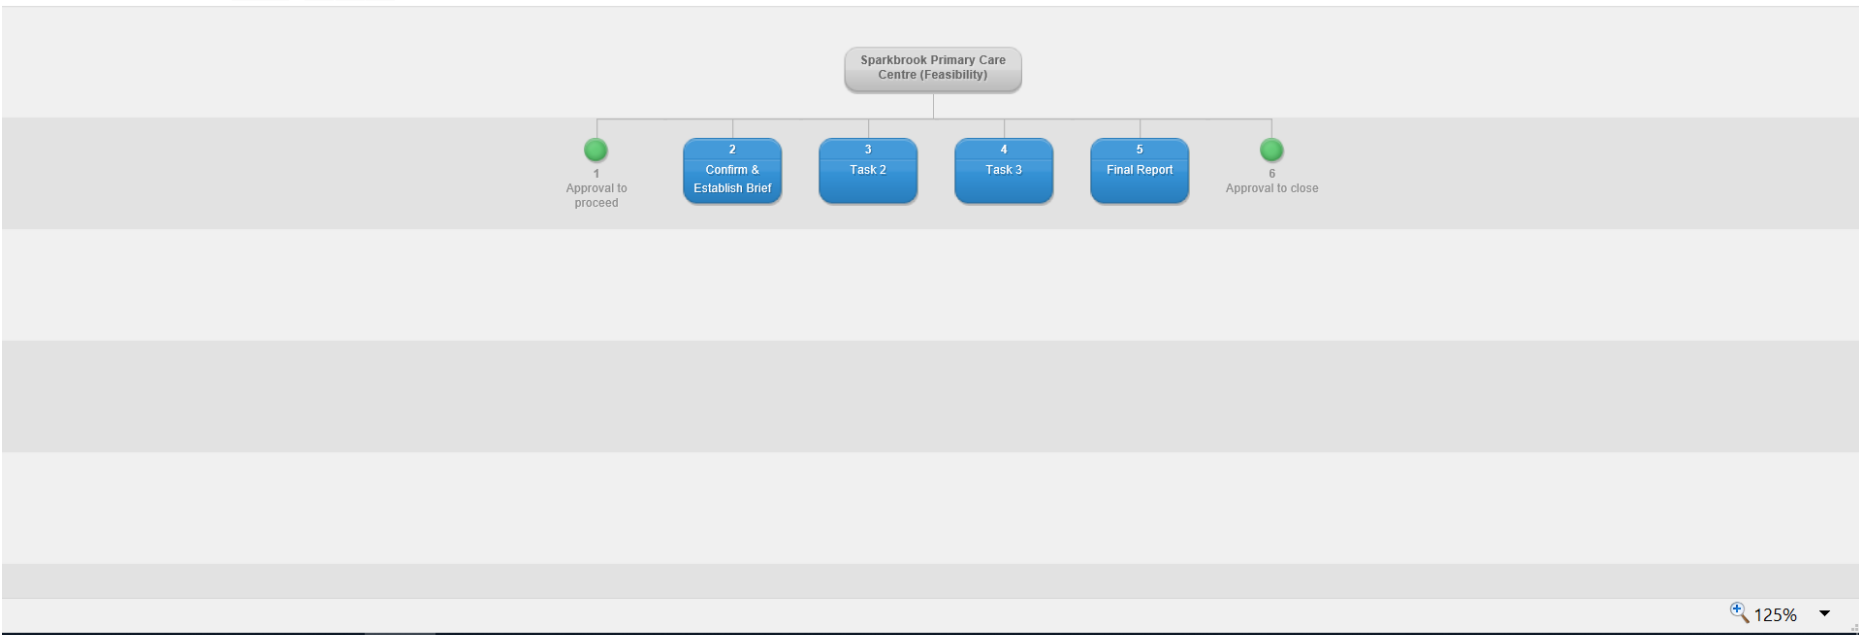 Sparkbrook Primary Care
Centre (Feasibility)
1
Approval to
proceed
2
Confirm &
Establish Brief
3
Task 2
4
Task 3
5
Final Report
6
Approval to close
125%